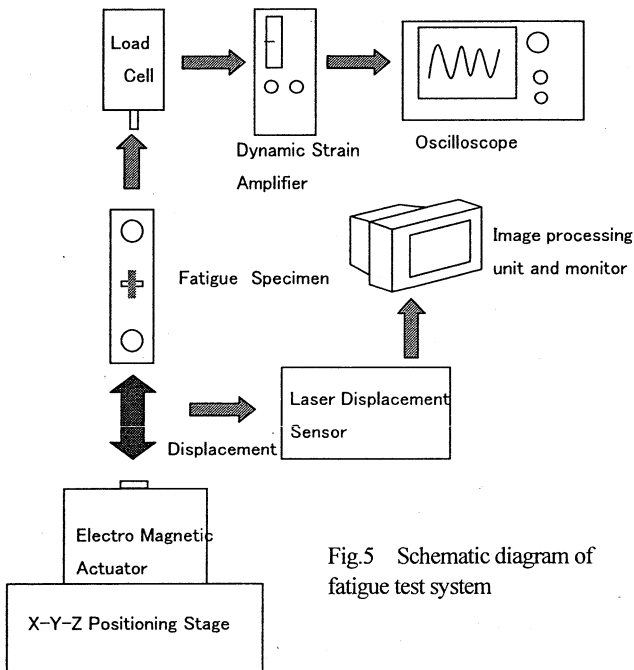 Load
Cell
Dynamic Strain
Amplifier
Oscilloscope
Image processing
unit and monitor
Fatigue Specimen
Laser Displacement
Sensor
Displacement
Electro Magnetic
Actuator
X-Y-Z Positioning Stage
Fig.5 Schematic diagram of
fatigue test system